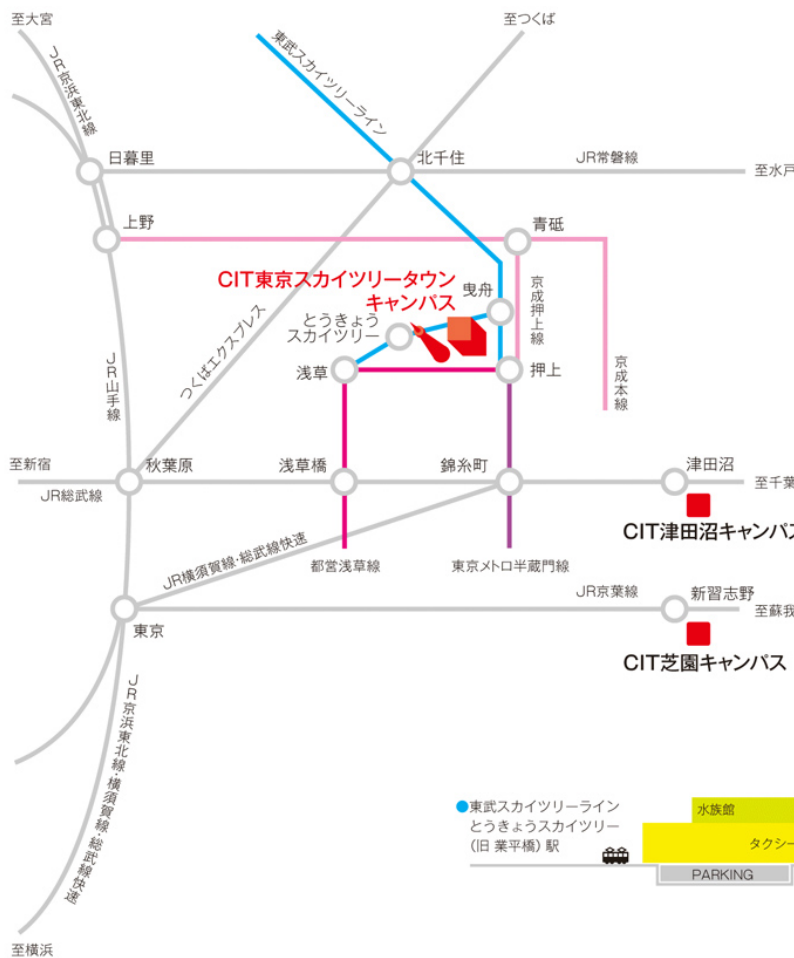 至大宮
至つくば
JR京浜東北線
東武スカイツリーライン
日暮里
北千住
JR常磐線
至水戸
上野
青砥
CIT東京スカイツリータウン
キャンパス
曳舟
京成押上線
とうきょう
スカイツリー
つくばエクスプレス
JR山手線
浅草
押上
京成本線
至新宿
秋葉原
浅草橋
錦糸町
津田沼
至千葉
JR総武線
CIT津田沼キャンパス
JR横須賀線・総武線快速
都営浅草線
東京メトロ半蔵門線
JR京葉線
新習志野
至蘇我
東京
CIT芝園キャンパス
JR京浜東北線・横須賀線・総武線快速
東武スカイツリーライン
とうきょうスカイツリー
(旧 業平橋) 駅
水族館
タクシー
PARKING
至横浜